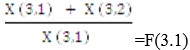 X (3.1) + X (3,2)
X (3.1)
=F(3.1)